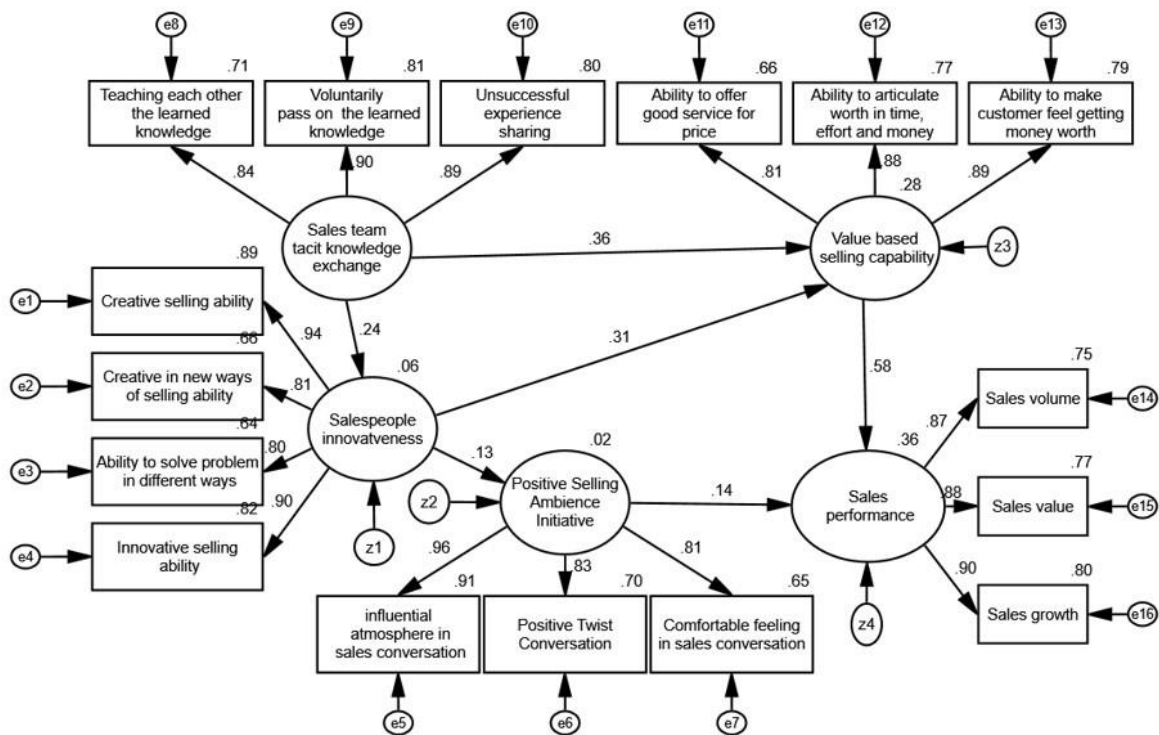 e8
e9
e10
e11
e12
e13
.71
.81
.80
.66
.77
.79
Teaching each other
the learned
knowledge
Voluntarily
pass on the learned
knowledge
Unsuccessful
experience
sharing
Ability to offer
good service for
price
Ability to articulate
worth in time,
effort and money
Ability to make
customer feel getting
money worth
.84
.90
.89
.81
.88
.89
.28
Sales team
tacit knowledge
exchange
.36
Value based
selling capability
z3
.89
e1
Creative selling ability
.94
.24
.31
.58
.66
e2
Creative in new ways
of selling ability
.81
.06
Salespeople
innovatveness
.75
Sales volume
e14
.87
.64
e3
Ability to solve problem
in different ways
.80
.13
.02
.36
.77
z2
Positive Selling
Ambience
Initiative
.14
Sales
performance
.88
Sales value
e15
.82
.90
e4
Innovative selling
ability
z1
.96
.83
.81
.90
.80
.91
.70
.65
z4
Sales growth
e16
influential
atmosphere in
sales conversation
Positive Twist
Conversation
Comfortable feeling
in sales conversation
e5
e6
e7